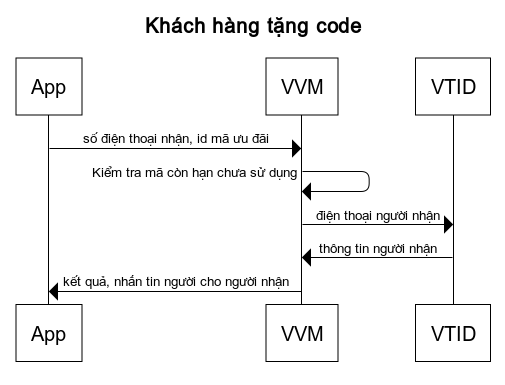 Khách hàng tặng code
App
VVM
VTID
số điện thoại nhận, id mã ưu đãi
Kiểm tra mã còn hạn chưa sử dụng
điện thoại người nhận
thông tin người nhận
kết quả, nhắn tin người cho người nhận
App
VVM
VTID